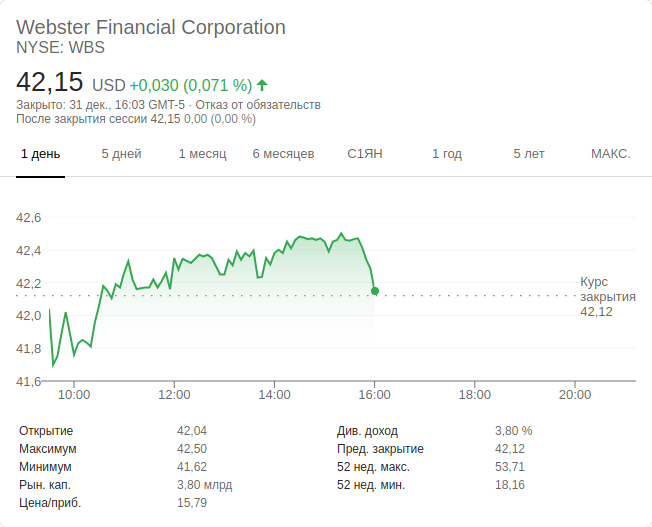 Webster Financial Corporation
NYSE: WBS
42,15 USD +0,030 (0,071 %)
Закрыто: 31 дек., 16:03 GMT-5 · Отказ от обязательств
После закрытия сессии 42,15 0,00 (0,00 %)
1 день 5 дней 1 месяц 6 месяцев С1ЯН 1 год 5 лет МАКС.
42,6
42,4
42,2
42,0
41,8
41,6
Курс
закрытия
42,12
10:00 12:00 14:00 16:00 18:00 20:00
Открытие 42,04 Див. доход 3,80 %
Максимум 42,50 Пред. закрытие 42,12
Минимум 41,62 52 нед. макс. 53,71
Рын. кап. 3,80 млрд 52 нед. мин. 18,16
Цена/приб. 15,79